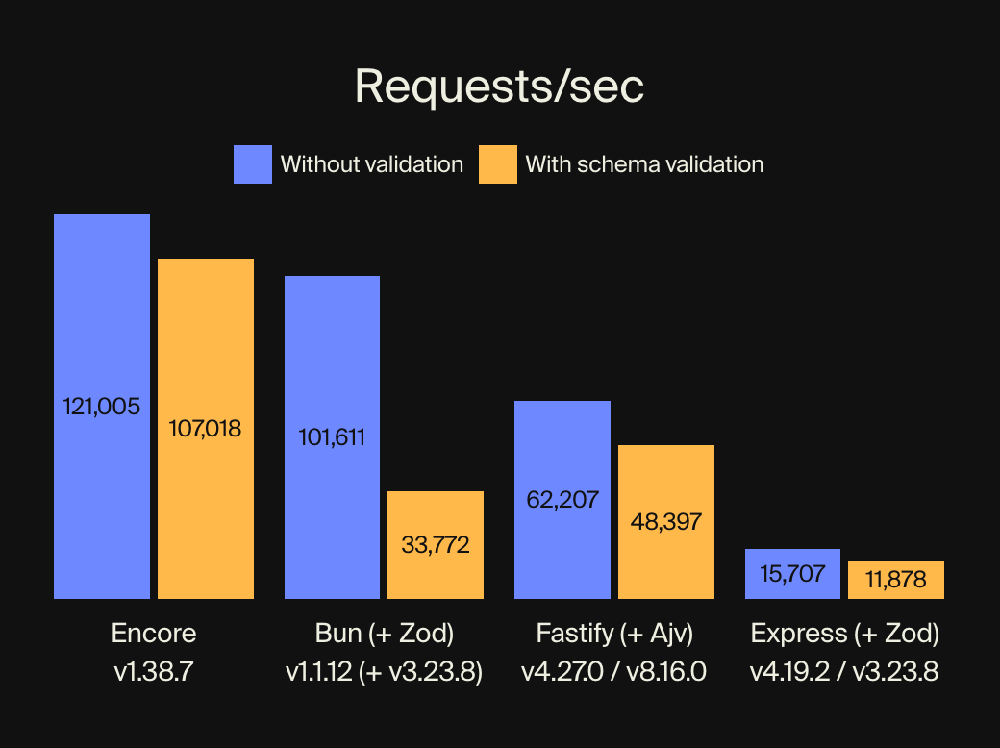 Requests/sec
Without validation
With schema validation
121,005
107,018
101,611
33,772
62,207
48,397
15,707
11,878
Encore
v1.38.7
Bun (+ Zod)
v1.1.12 (+ v3.23.8)
Fastify (+ Ajv)
v4.27.0 / v8.16.0
Express (+ Zod)
v4.19.2 / v3.23.8